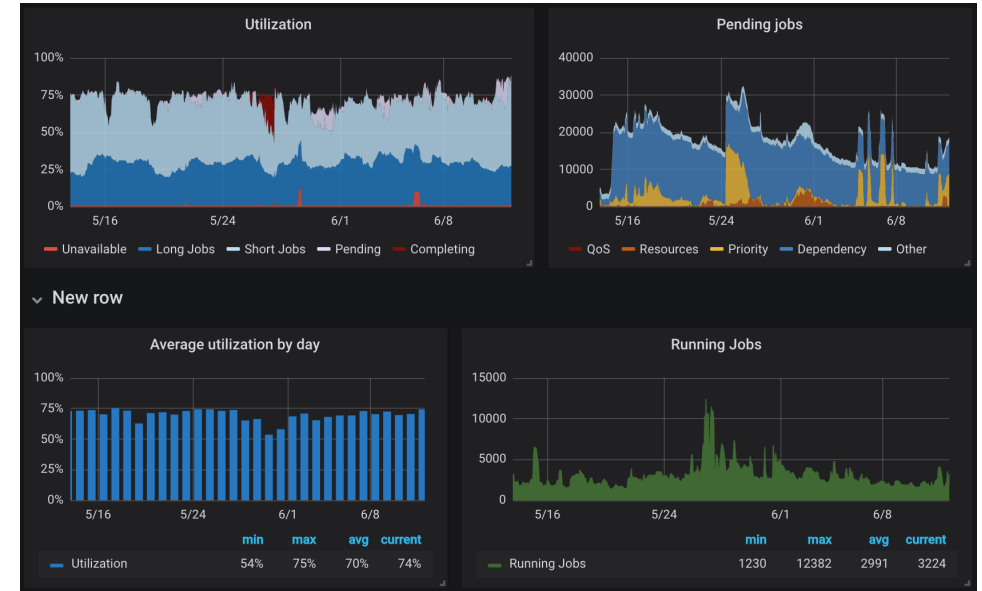 Utilization
100%
75%
50%
25%
0%
5/16 5/24 6/1 6/8
Unavailable Long Jobs Short Jobs Pending Completing
Pending jobs
40000
30000
20000
10000
0
5/16 5/24 6/1 6/8
QoS Resources Priority Dependency Other
New row
Average utilization by day
100%
75%
50%
25%
0%
5/16 5/24 6/1 6/8
min max avg current
Utilization 54% 75% 70% 74%
Running Jobs
15000
10000
5000
0
5/16 5/24 6/1 6/8
min max avg current
Running Jobs 1230 12382 2991 3224